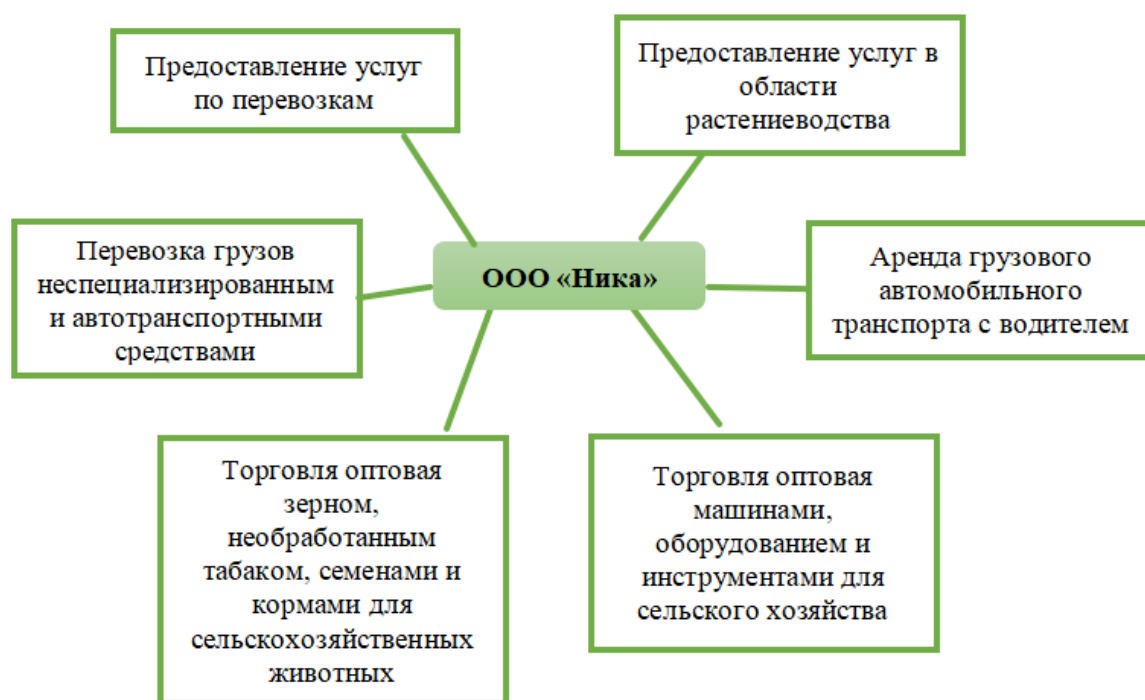 Предоставление услуг
по перевозкам
Предоставление услуг в
области
растениеводства
Перевозка грузов
неспециализированным
и автотранспортными
средствами
ООО «Ника»
Аренда грузового
автомобильного
транспорта с водителем
Торговля оптовая
зерном,
необработанным
табаком, семенами и
кормами для
сельскохозяйственных
животных
Торговля оптовая
машинами,
оборудованием и
инструментами для
сельского хозяйства